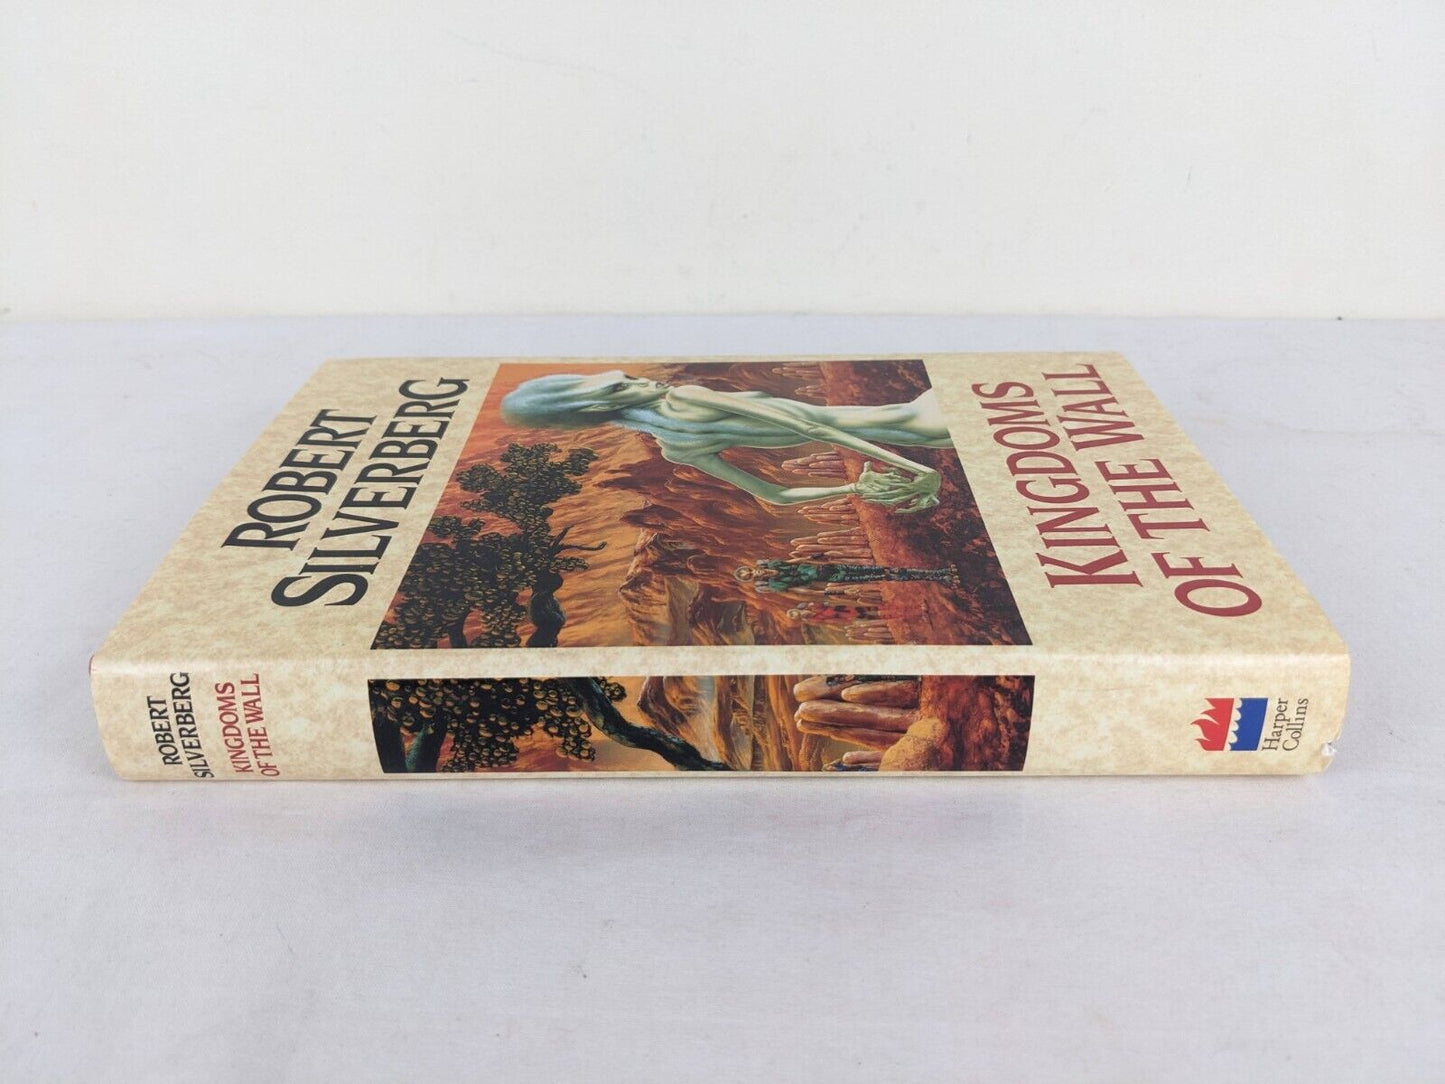 ROBERT
SILVERBERG
KINGDOMS
OF THE WALL
ROBERT
SILVERBERG
KINGDOMS
OF THE WALL
Harper
Collins